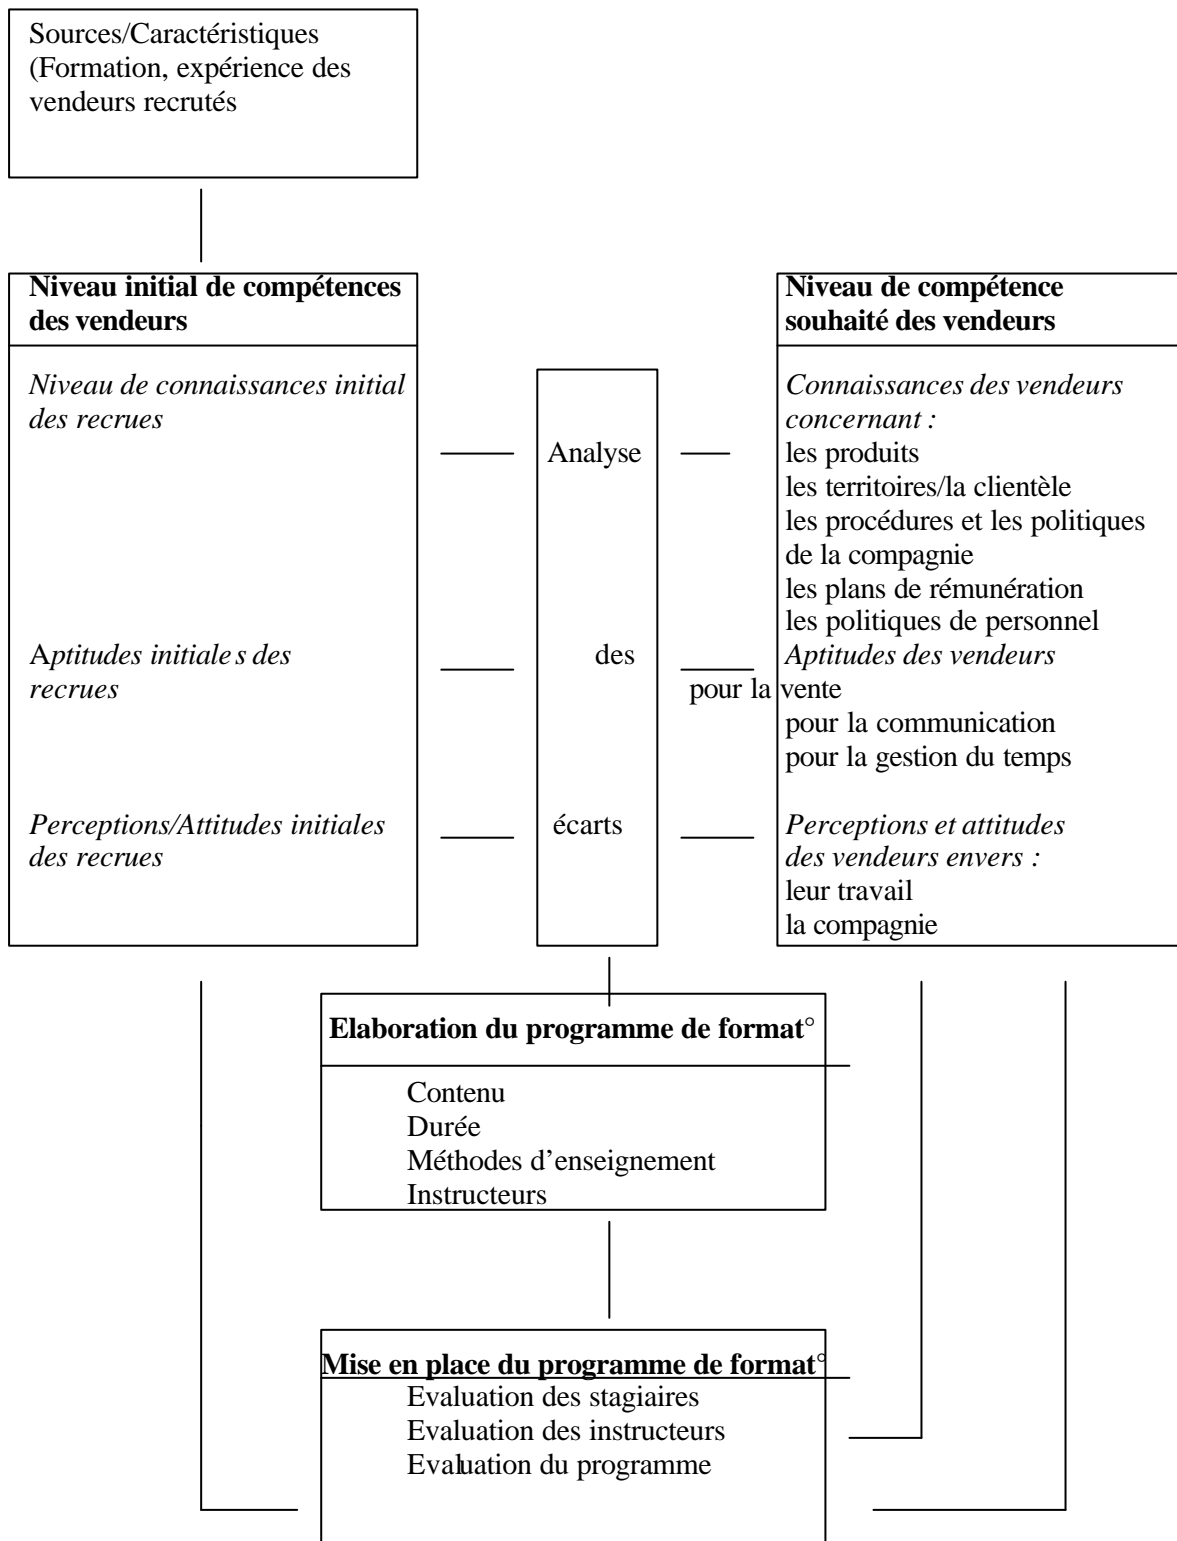 Sources/Caractéristiques
(Formation, expérience des
vendeurs recrutés
Niveau initial de compétences
des vendeurs
Niveau de connaissances initial
des recrues
Aptitudes initiales des
recrues
Perceptions/Attitudes initiales
des recrues
Analyse
des
écarts
Niveau de compétence
souhaité des vendeurs
Connaissances des vendeurs
concernant :
les produits
les territoires/la clientèle
les procédures et les politiques
de la compagnie
les plans de rémunération
les politiques de personnel
Aptitudes des vendeurs
pour la vente
pour la communication
pour la gestion du temps
Perceptions et attitudes
des vendeurs envers :
leur travail
la compagnie
Elaboration du programme de format°
Contenu
Durée
Méthodes d’enseignement
Instructeurs
Mise en place du programme de format°
Evaluation des stagiaires
Evaluation des instructeurs
Evaluation du programme